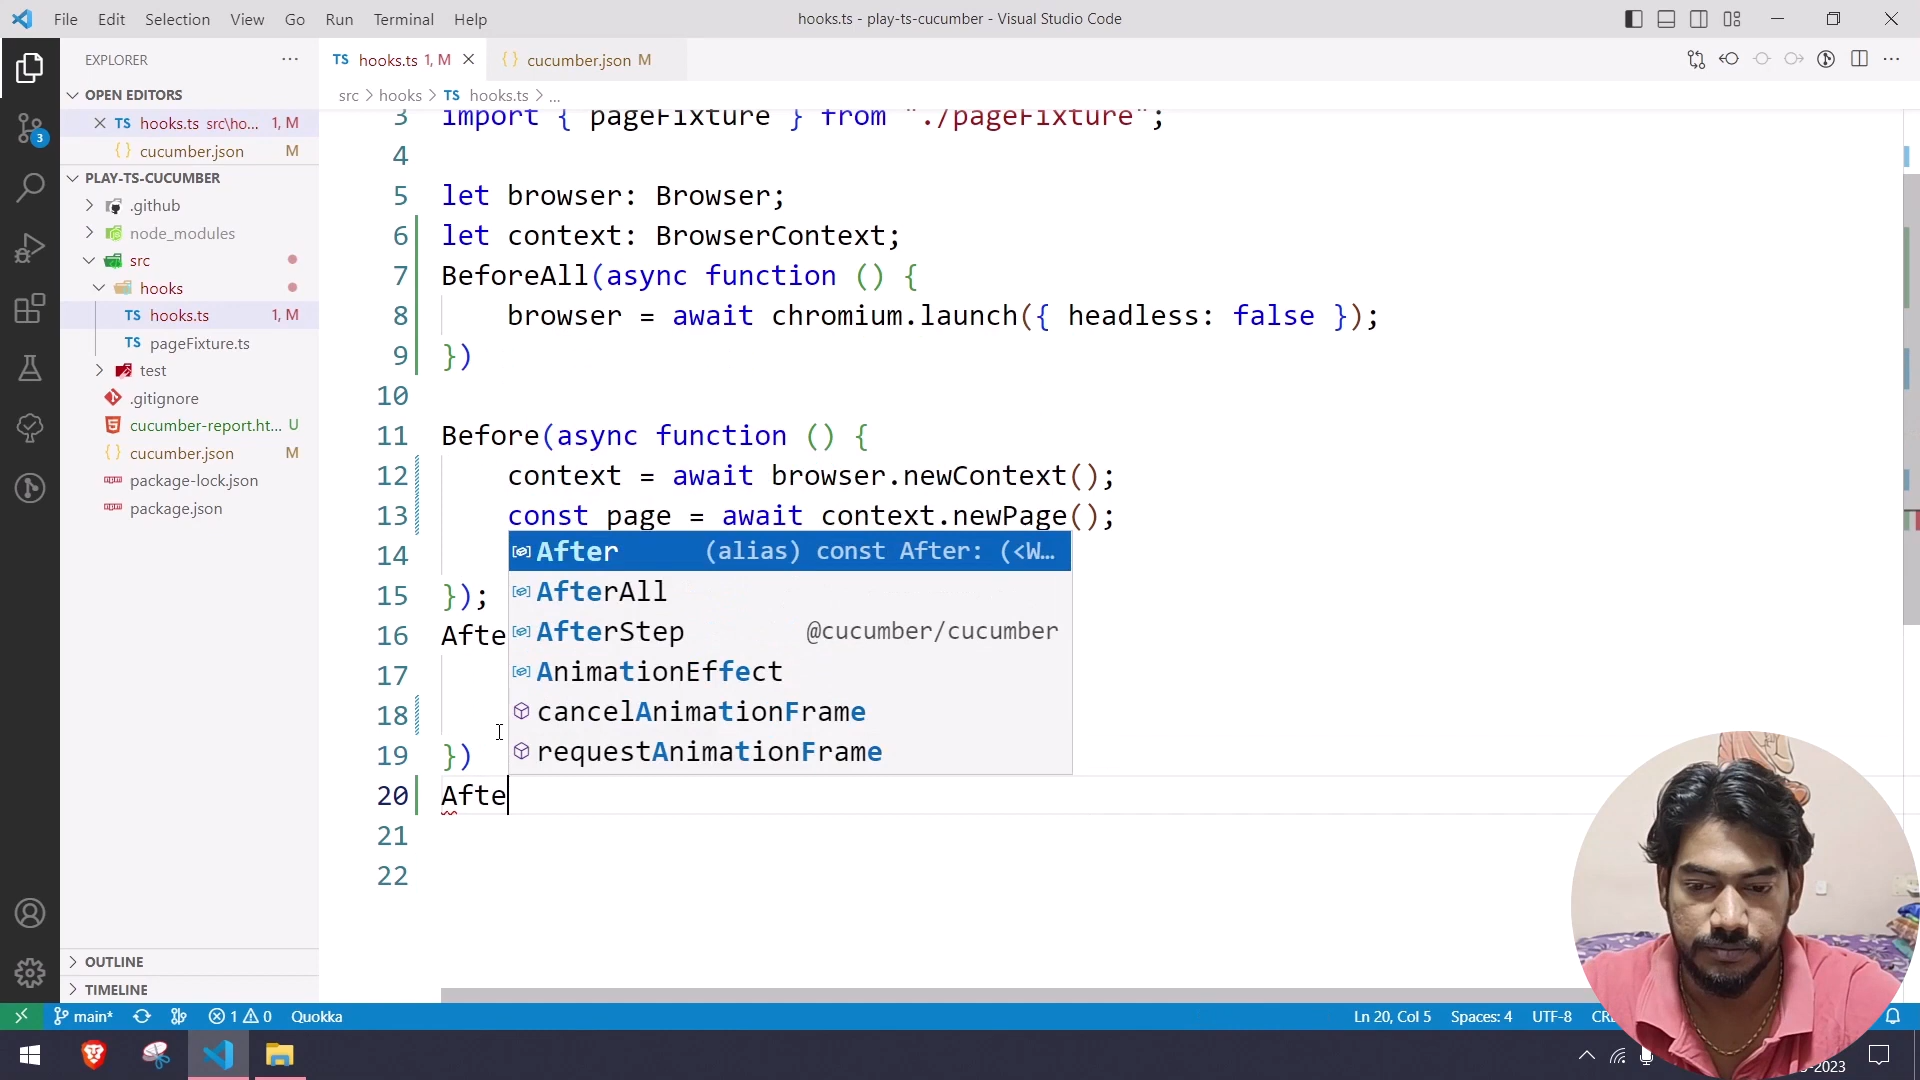 File Edit Selection View Go Run Terminal Help
hooks.ts - play-ts-cucumber - Visual Studio Code
EXPLORER
TS hooks.ts 1, M
{} cucumber.json M
src > hooks > TS hooks.ts > ...
OPEN EDITORS
TS hooks.ts src\ho... 1, M
{} cucumber.json M
PLAY-TS-CUCUMBER
.github
node_modules
src
hooks
TS hooks.ts 1, M
TS pageFixture.ts
test
.gitignore
cucumber-report.ht... U
{} cucumber.json M
package-lock.json
package.json
OUTLINE
TIMELINE
3
3 import { pageFixture } from "./pageFixture";
4
5 let browser: Browser;
6 let context: BrowserContext;
7 BeforeAll(async function () {
8 browser = await chromium.launch({ headless: false });
9 })
10
11 Before(async function () {
12 context = await browser.newContext();
13 const page = await context.newPage();
14
15 });
16 Afte
17
18
19 })
20 Afte
21
22
After (alias) const After: (<W...
AfterAll
AfterStep @cucumber/cucumber
AnimationEffect
cancelAnimationFrame
requestAnimationFrame
main* 1 0 Quokka
Ln 20, Col 5 Spaces: 4 UTF-8
-2023